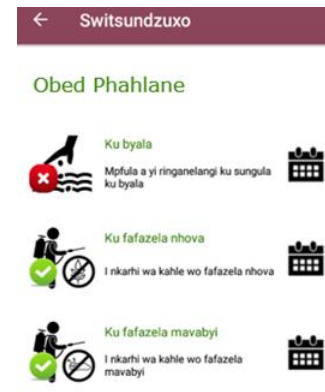 Switsundzuxo
Obed Phahlane
Ku byala
Mpfula a yi ringanelangi ku sungula
ku byala
Ku fafazela nhova
I nkarhi wa kahle wo fafazela nhova
Ku fafazela mavabyi
I nkarhi wa kahle wo fafazela
mavabyi